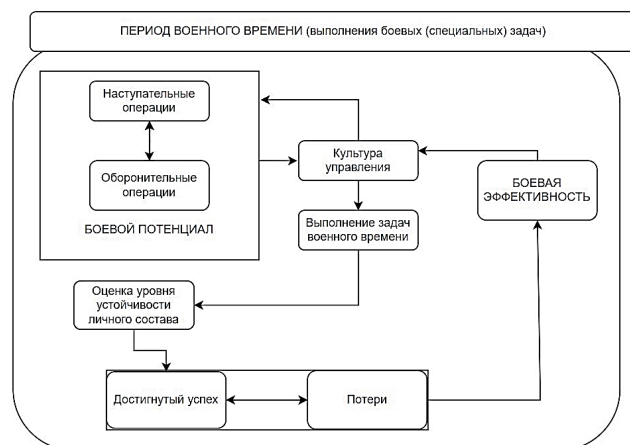 ПЕРИОД ВОЕННОГО ВРЕМЕНИ (выполнения боевых (специальных) задач)
Наступательные
операции
Оборонительные
операции
БОЕВОЙ ПОТЕНЦИАЛ
Культура
управления
БОЕВАЯ
ЭФФЕКТИВНОСТЬ
Выполнение задач
военного времени
Оценка уровня
устойчивости
личного состава
Достигнутый успех
Потери